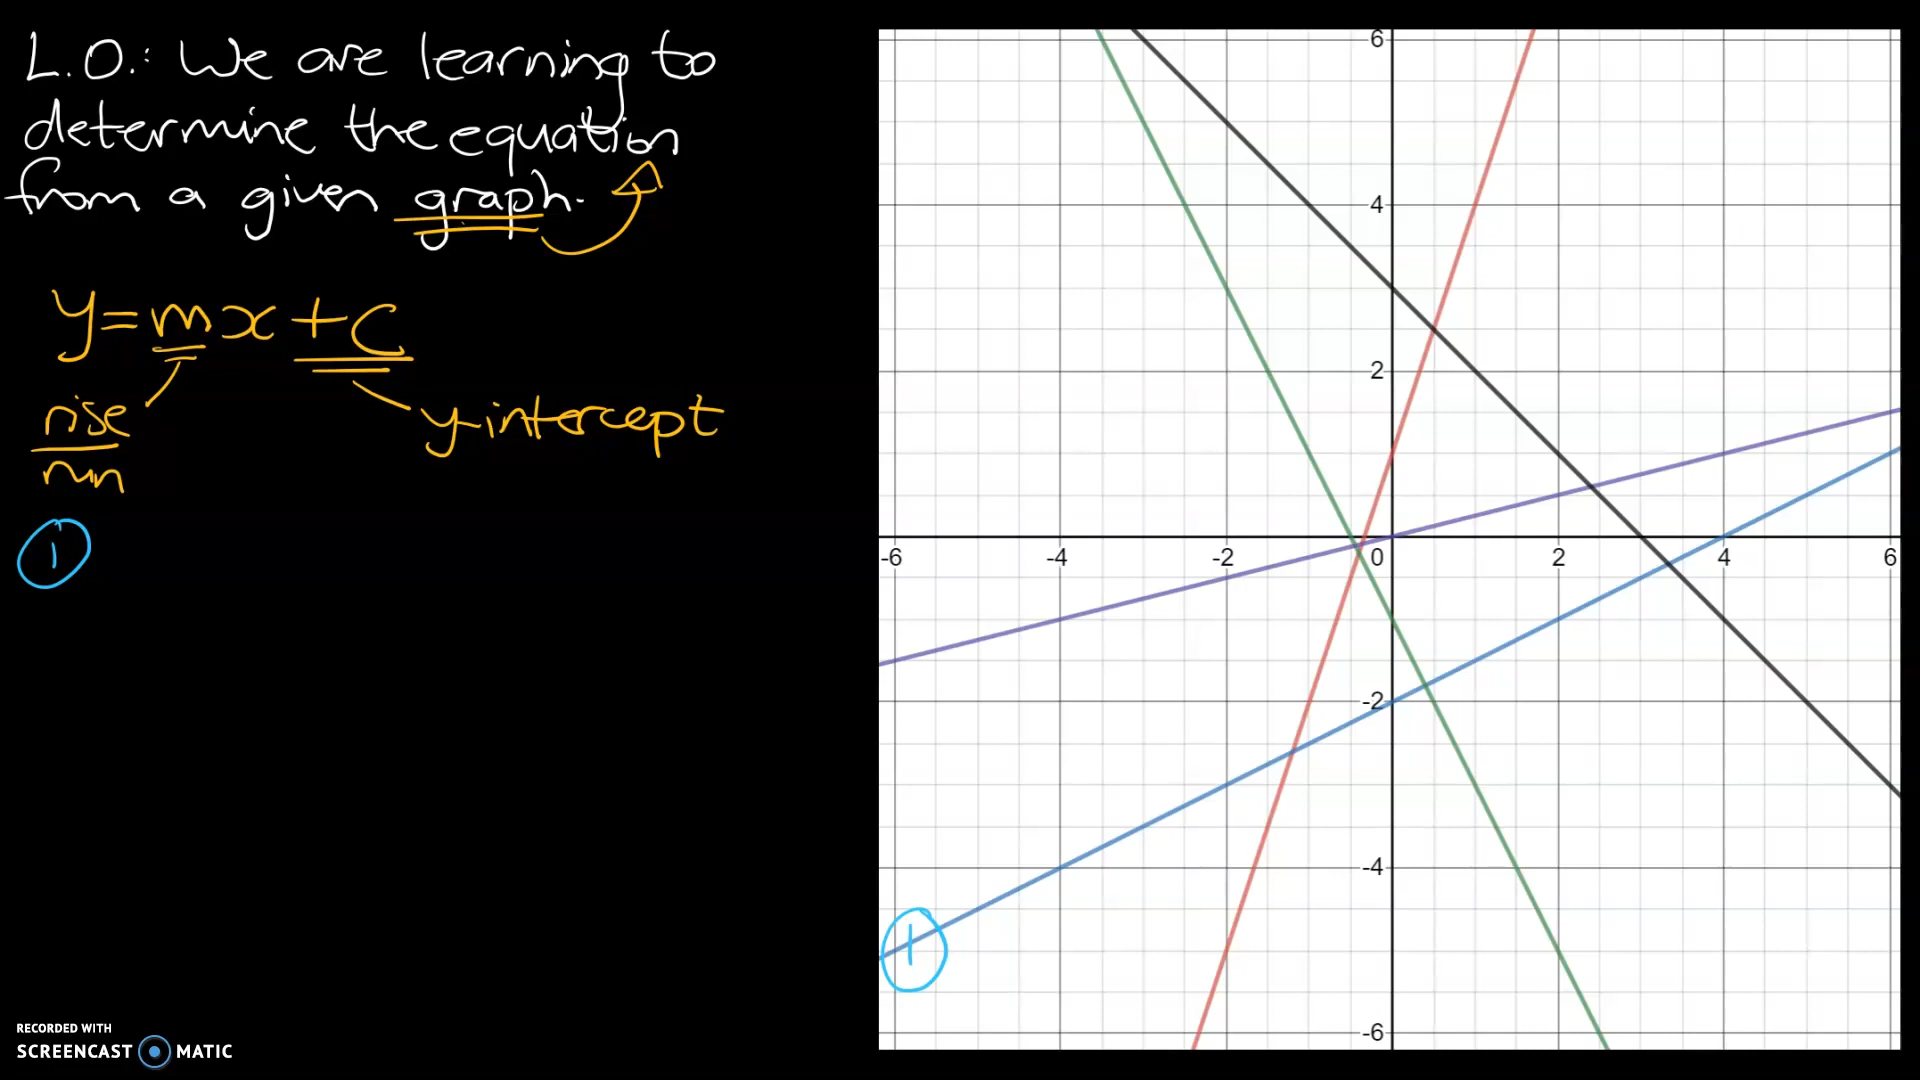 L.O.: We are learning to
determine the equation
from a given graph.
y=mx+c
rise
run
y-intercept
1
6
4
2
-6 -4 -2 0 2 4 6
-2
-4
1
-6
RECORDED WITH
SCREENCAST MATIC